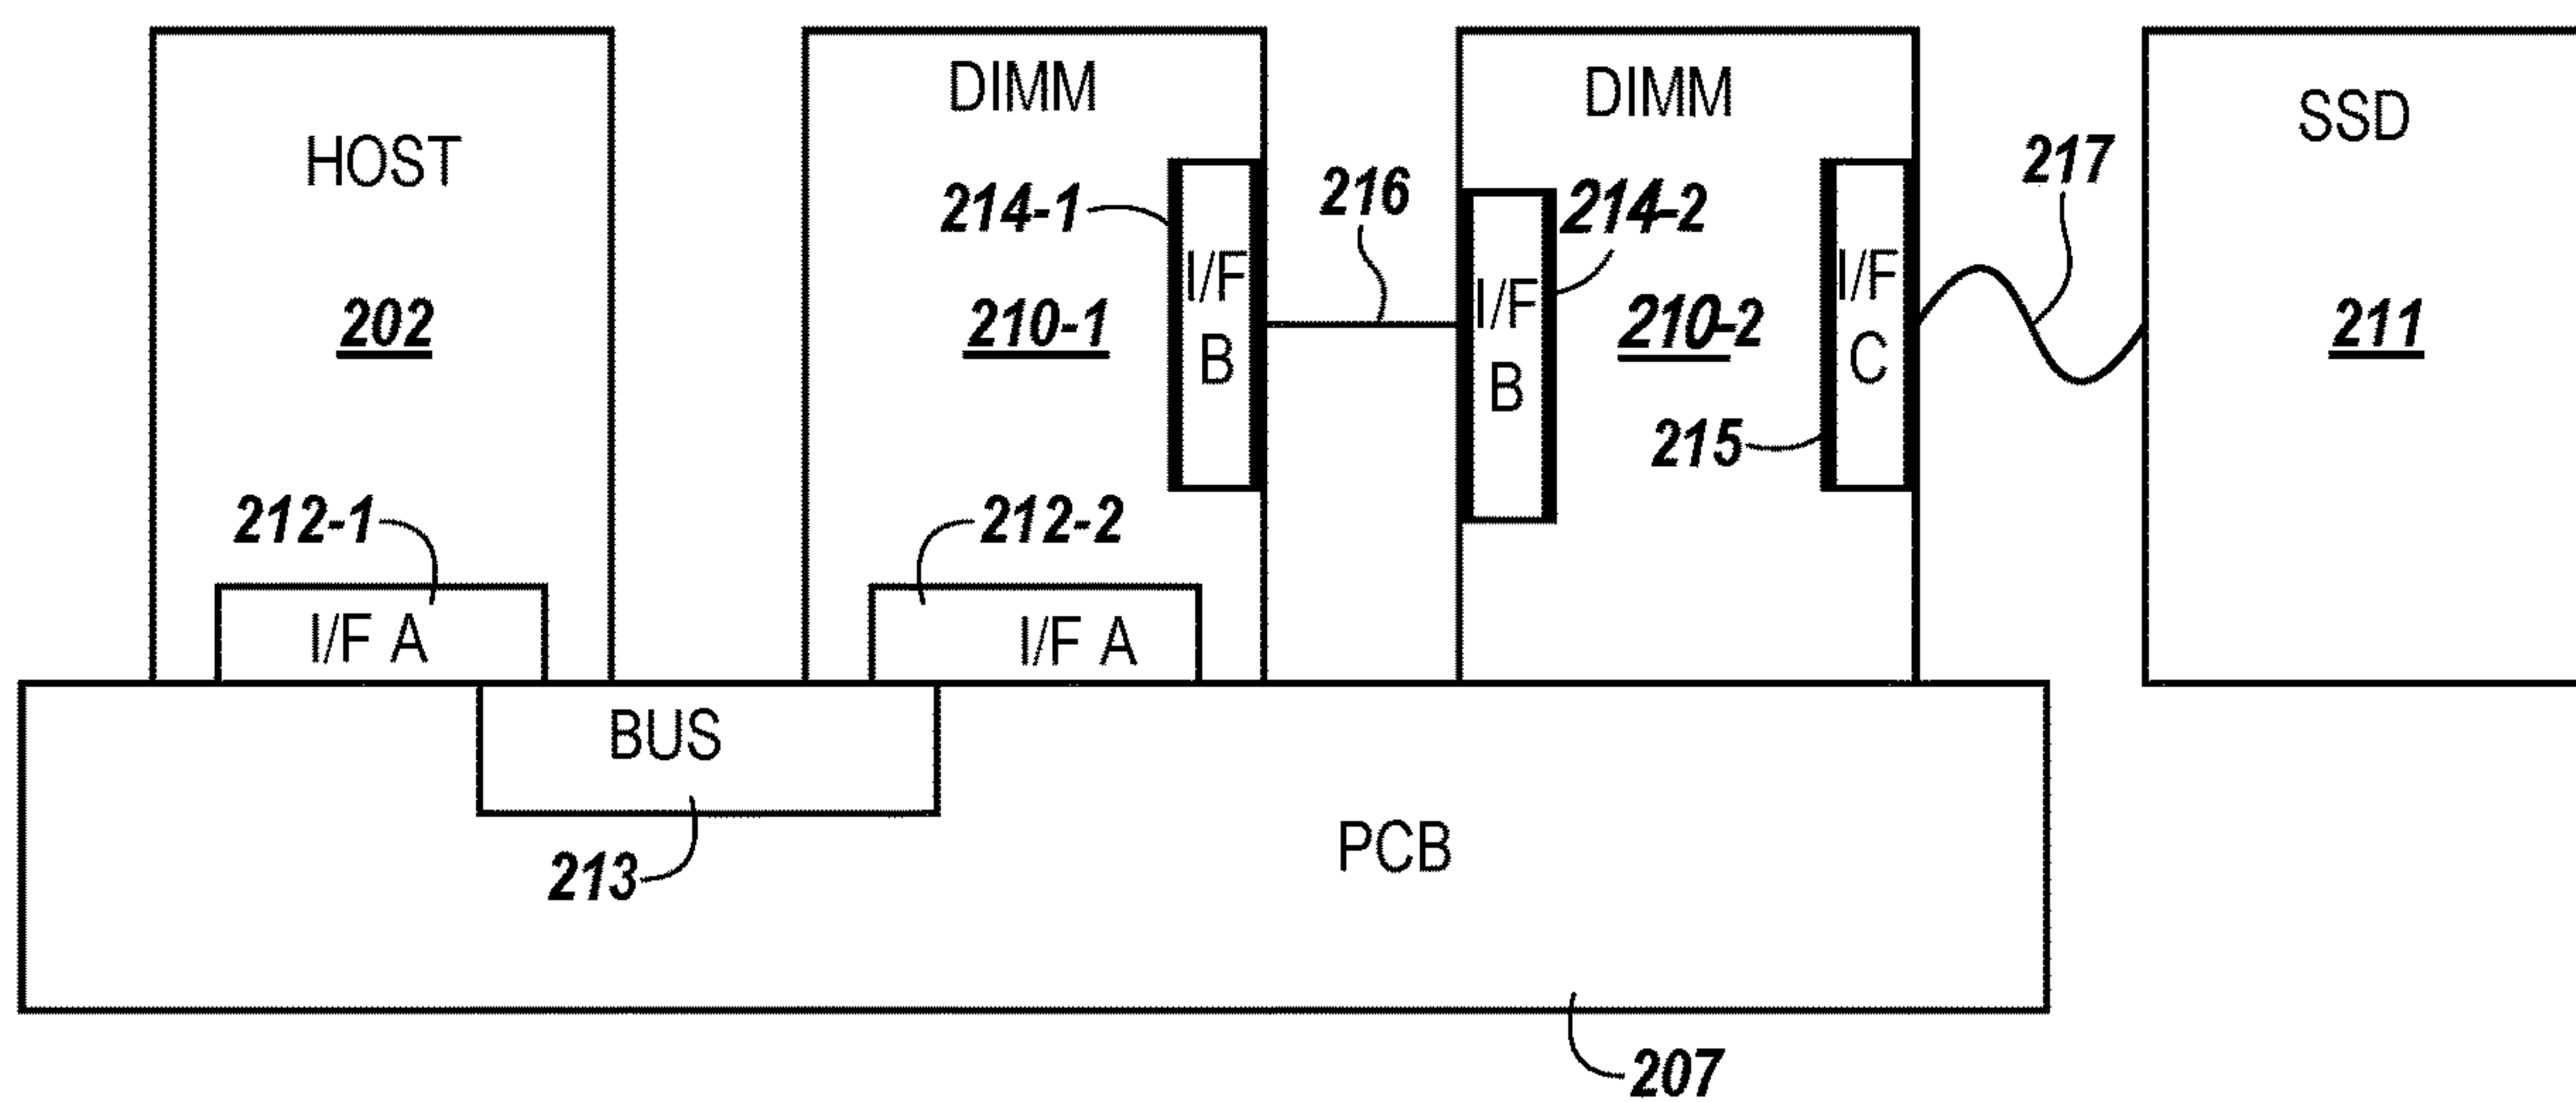 HOST
202
212-1
I/F A
DIMM
214-1
210-1
I/F
B
212-2
I/F A
216
DIMM
214-2
I/F
B
210-2
215
I/F
C
217
SSD
211
BUS
213
PCB
207